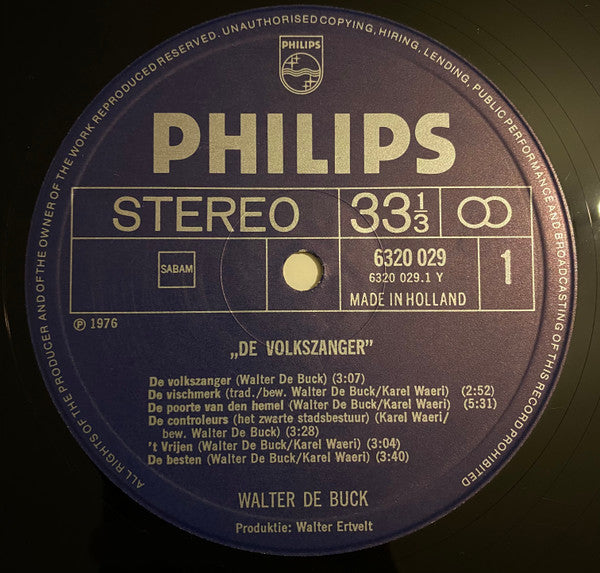 ALL RIGHTS OF THE PRODUCER AND OF THE OWNER OF THE WORK REPRODUCED RESERVED. UNAUTHORISED COPYING, HIRING, LENDING, PUBLIC PERFORMANCE AND BROADCASTING OF THIS RECORD PROHIBITED
PHILIPS
PHILIPS
STEREO 33⅓ ∞
SABAM 6320 029 1
6320 029.1 Y
MADE IN HOLLAND
℗ 1976
„DE VOLKSZANGER”
De volkszanger (Walter De Buck) (3:07)
De vischmerk (trad./bew. Walter De Buck/Karel Waeri) (2:52)
De poorte van den hemel (Walter De Buck/Karel Waeri) (5:31)
De controleurs (het zwarte stadsbestuur) (Karel Waeri/
bew. Walter De Buck) (3:28)
't Vrijen (Walter De Buck/Karel Waeri) (3:04)
De besten (Walter De Buck/Karel Waeri) (3:40)
WALTER DE BUCK
Produktie: Walter Ertvelt